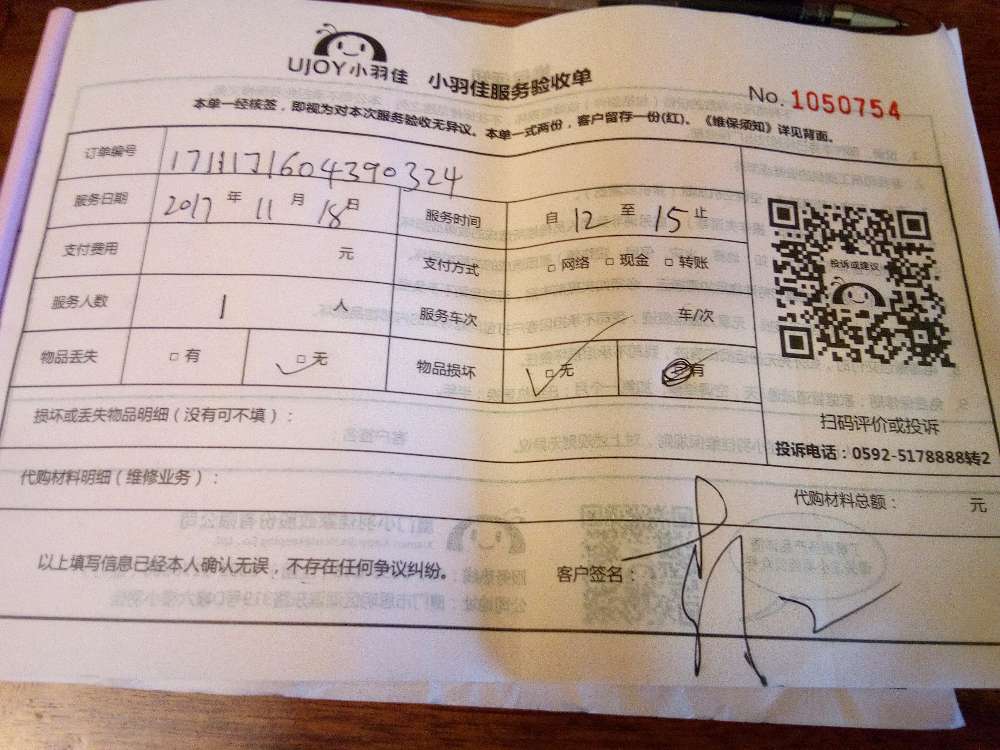 UJOY小羽佳 小羽佳服务验收单
No. 1050754
本单一经核签，即视为对本次服务验收无异议。本单一式两份，客户留存一份(红)。《维保须知》详见背面。
订单编号 1711171604390324
服务日期 2017 年 11 月 18 日 服务时间 自 12 至 15 止
支付费用 元 支付方式 □ 网络 □ 现金 □ 转账
投诉或建议
服务人数 1 人 服务车次 车/次
物品丢失 □ 有 □ 无 物品损坏 □ 无 有
扫码评价或投诉
损坏或丢失物品明细（没有可不填）：
投诉电话：0592-5178888转2
代购材料明细（维修业务）： 代购材料总额： 元
以上填写信息已经本人确认无误，不存在任何争议纠纷。 客户签名：